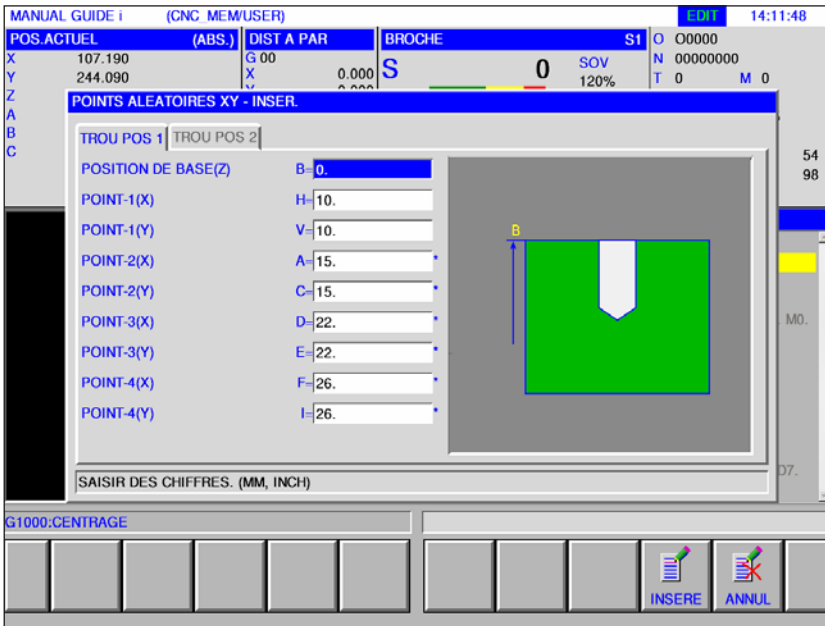 MANUAL GUIDE i (CNC_MEM/USER) EDIT 14:11:48
POS.ACTUEL (ABS.) DIST A PAR BROCHE S1 O O0000
X 107.190 G 00 S 0 SOV N 00000000
Y 244.090 X 0.000 120% T 0 M 0
Z
A
B
C
54
98
POINTS ALEATOIRES XY - INSER.
TROU POS 1 TROU POS 2
POSITION DE BASE(Z) B= 0.
POINT-1(X) H= 10.
POINT-1(Y) V= 10.
POINT-2(X) A= 15. *
POINT-2(Y) C= 15. *
POINT-3(X) D= 22. *
POINT-3(Y) E= 22. *
POINT-4(X) F= 26. *
POINT-4(Y) I= 26. *
B
M0.
D7.
SAISIR DES CHIFFRES. (MM, INCH)
G1000:CENTRAGE
INSERE ANNUL